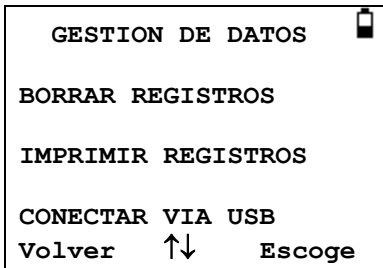 GESTION DE DATOS
BORRAR REGISTROS
IMPRIMIR REGISTROS
CONECTAR VIA USB
Volver ↑↓ Escoge